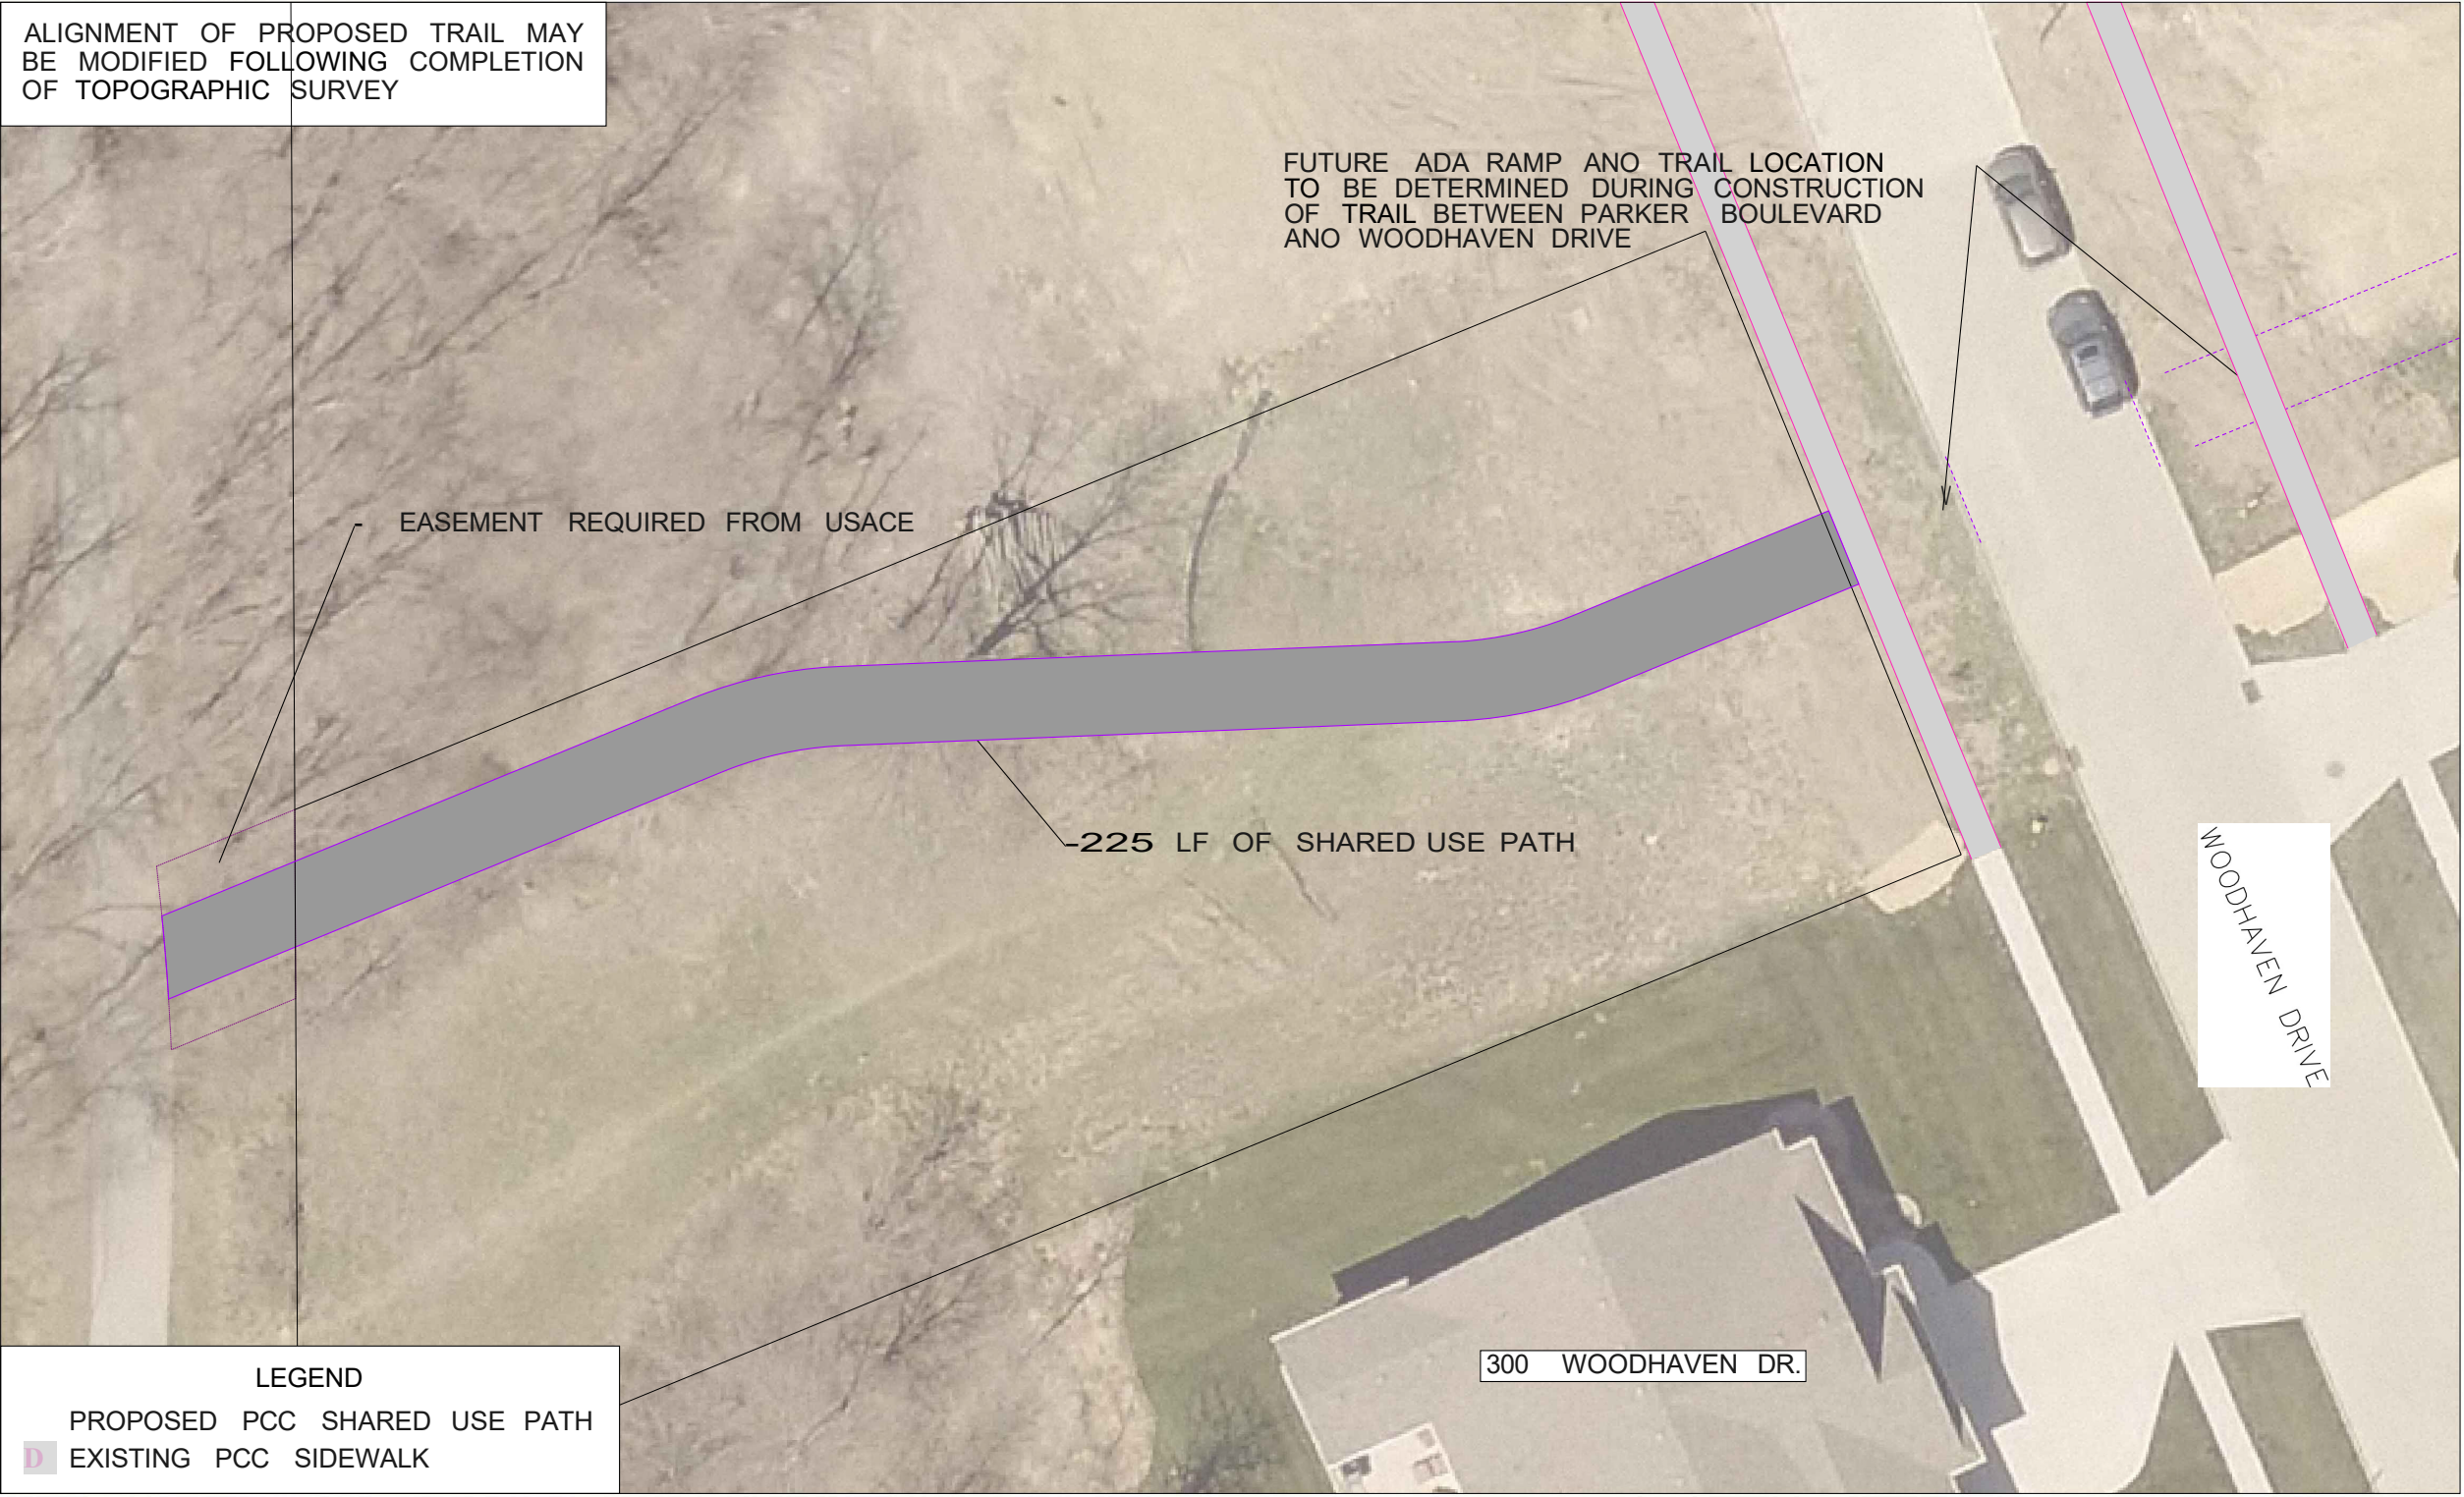 ALIGNMENT OF PROPOSED TRAIL MAY
BE MODIFIED FOLLOWING COMPLETION
OF TOPOGRAPHIC SURVEY
FUTURE ADA RAMP ANO TRAIL LOCATION
TO BE DETERMINED DURING CONSTRUCTION
OF TRAIL BETWEEN PARKER BOULEVARD
ANO WOODHAVEN DRIVE
- EASEMENT REQUIRED FROM USACE
-225 LF OF SHARED USE PATH
WOODHAVEN DRIVE
300 WOODHAVEN DR.
LEGEND
PROPOSED PCC SHARED USE PATH
D EXISTING PCC SIDEWALK